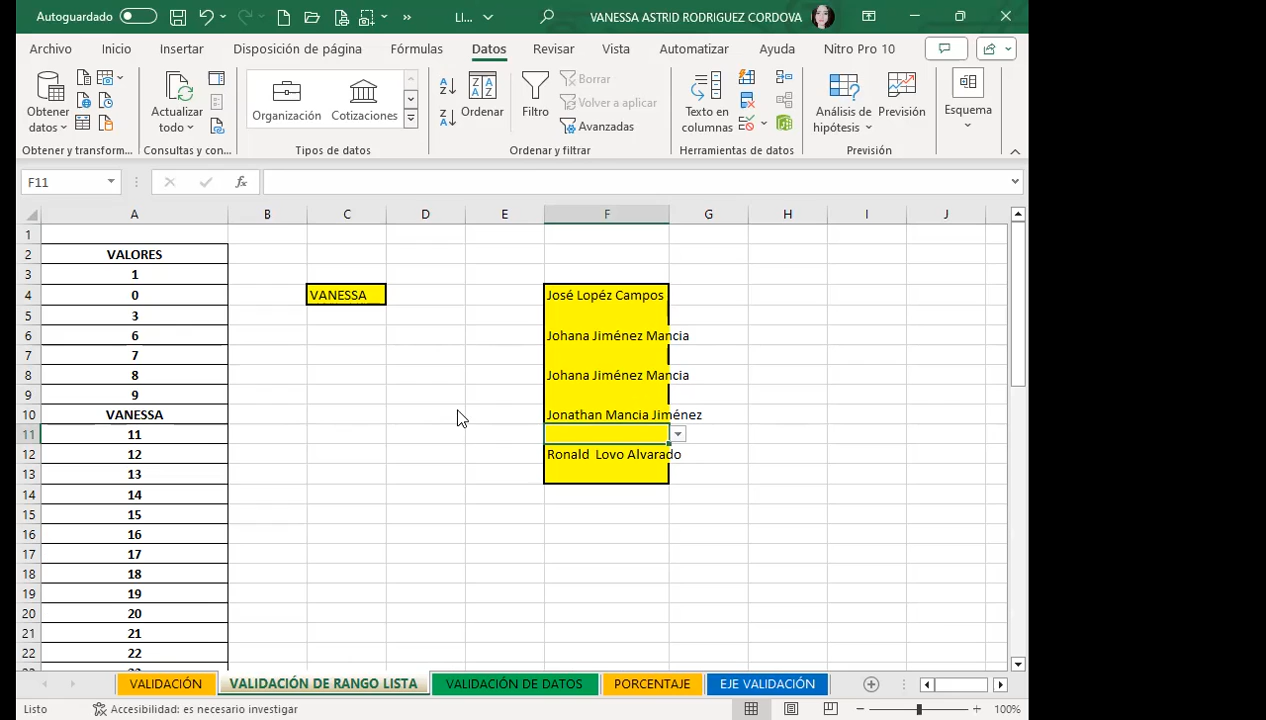 Autoguardado
LI...
VANESSA ASTRID RODRIGUEZ CORDOVA
Archivo Inicio Insertar Disposición de página Fórmulas Datos Revisar Vista Automatizar Ayuda Nitro Pro 10
Obtener datos
Actualizar todo
Organización
Cotizaciones
Ordenar
Filtro
Borrar
Volver a aplicar
Avanzadas
Texto en columnas
Análisis de hipótesis
Previsión
Esquema
Obtener y transform...
Consultas y con...
Tipos de datos
Ordenar y filtrar
Herramientas de datos
Previsión
F11
fx
A B C D E F G H I J
1
2 VALORES
3 1
4 0 VANESSA José Lopéz Campos
5 3
6 6 Johana Jiménez Mancia
7 7
8 8 Johana Jiménez Mancia
9 9
10 VANESSA Jonathan Mancia Jiménez
11 11
12 12 Ronald Lovo Alvarado
13 13
14 14
15 15
16 16
17 17
18 18
19 19
20 20
21 21
22 22
VALIDACIÓN VALIDACIÓN DE RANGO LISTA VALIDACIÓN DE DATOS PORCENTAJE EJE VALIDACIÓN
Listo Accesibilidad: es necesario investigar 100%